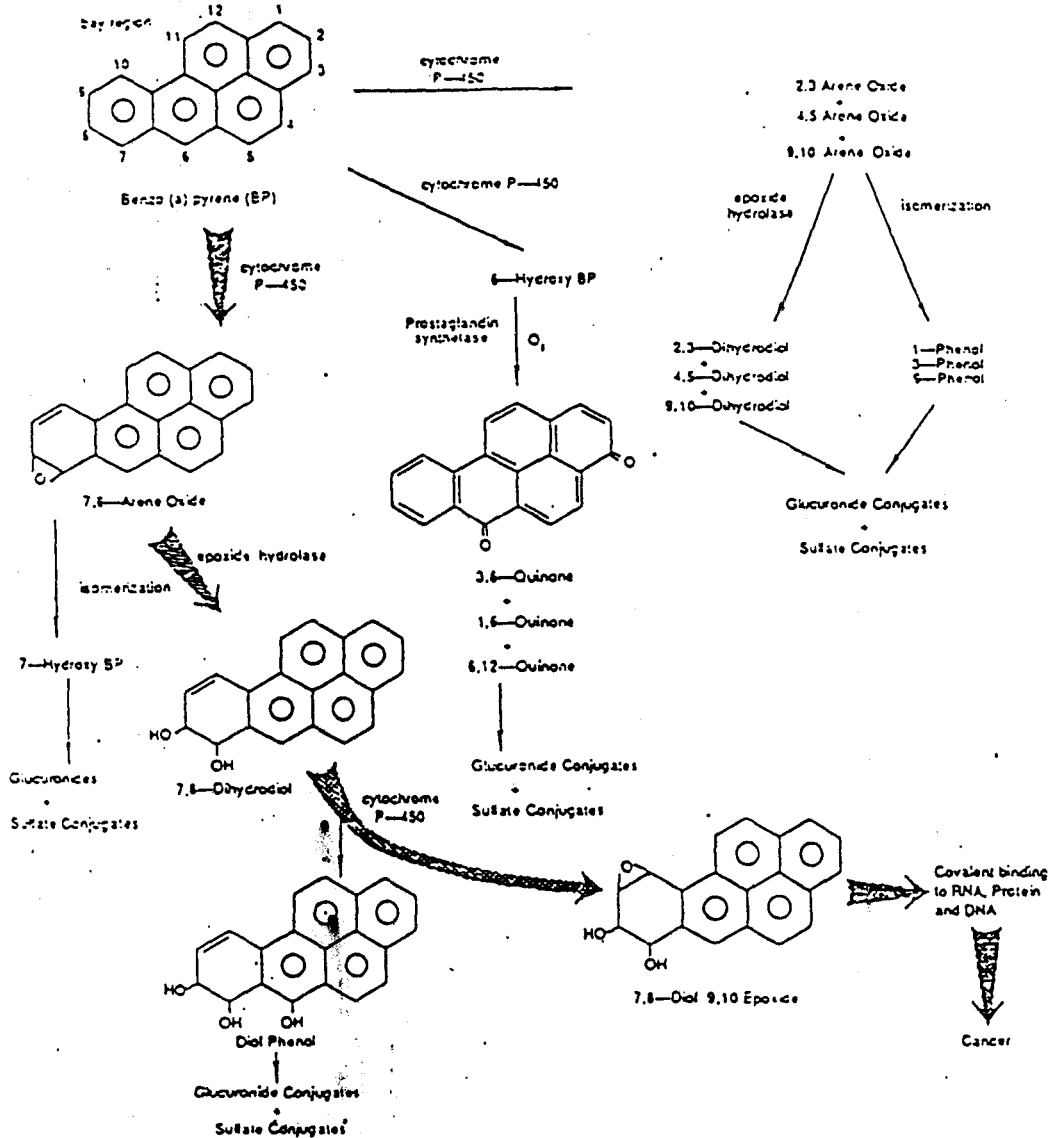 bay region
12
1
11
2
10
3
9
8
4
7
6
5
Benzo (a) pyrene (BP)
cytochrome
P—450
2,3 Arene Oxide
+
4,5 Arene Oxide
+
9,10 Arene Oxide
cytochrome P—450
epoxide
hydrolase
isomerization
cytochrome
P—450
6—Hydroxy BP
Prostaglandin
synthetase
2,3—Dihydrodiol
+
4,5—Dihydrodiol
+
9,10—Dihydrodiol
1—Phenol
3—Phenol
9—Phenol
O
7,8—Arene Oxide
O
O
Glucuronide Conjugates
+
Sulfate Conjugates
epoxide hydrolase
isomerization
3,6—Quinone
+
1,6—Quinone
+
6,12—Quinone
7—Hydroxy BP
HO
OH
7,8—Dihydrodiol
Glucuronides
+
Sulfate Conjugates
Glucuronide Conjugates
+
Sulfate Conjugates
cytochrome
P—450
O
HO
OH
7,8—Diol 9,10 Epoxide
Covalent binding
to RNA, Protein
and DNA
Cancer
HO
OH
OH
Diol Phenol
Glucuronide Conjugates
+
Sulfate Conjugates